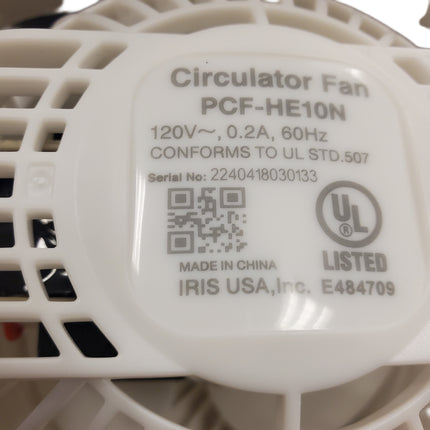 Circulator Fan
PCF-HE10N
120V～, 0.2A, 60Hz
CONFORMS TO UL STD.507
Serial No: 2240418030133
UL
®
LISTED
MADE IN CHINA
IRIS USA,Inc. E484709